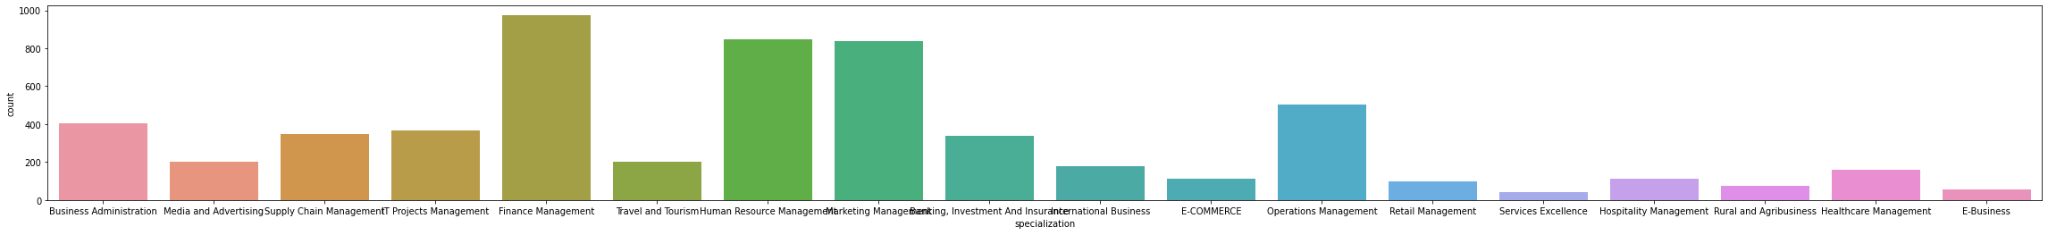 1000
800
600
400
200
0
count
Business Administration
Media and Advertising
Supply Chain Management
IT Projects Management
Finance Management
Travel and Tourism
Human Resource Management
Marketing Management
Banking, Investment And Insurance
International Business
E-COMMERCE
Operations Management
Retail Management
Services Excellence
Hospitality Management
Rural and Agribusiness
Healthcare Management
E-Business
specialization